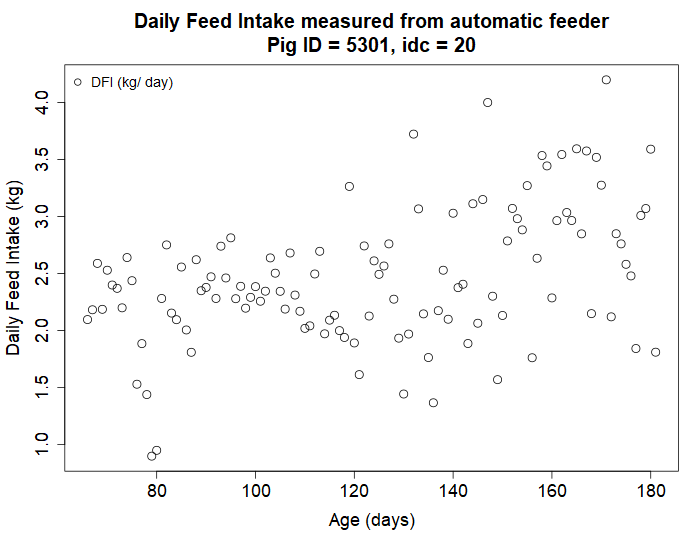 Daily Feed Intake measured from automatic feeder
Pig ID = 5301, idc = 20
DFI (kg/ day)
Daily Feed Intake (kg)
4.0
3.5
3.0
2.5
2.0
1.5
1.0
80 100 120 140 160 180
Age (days)